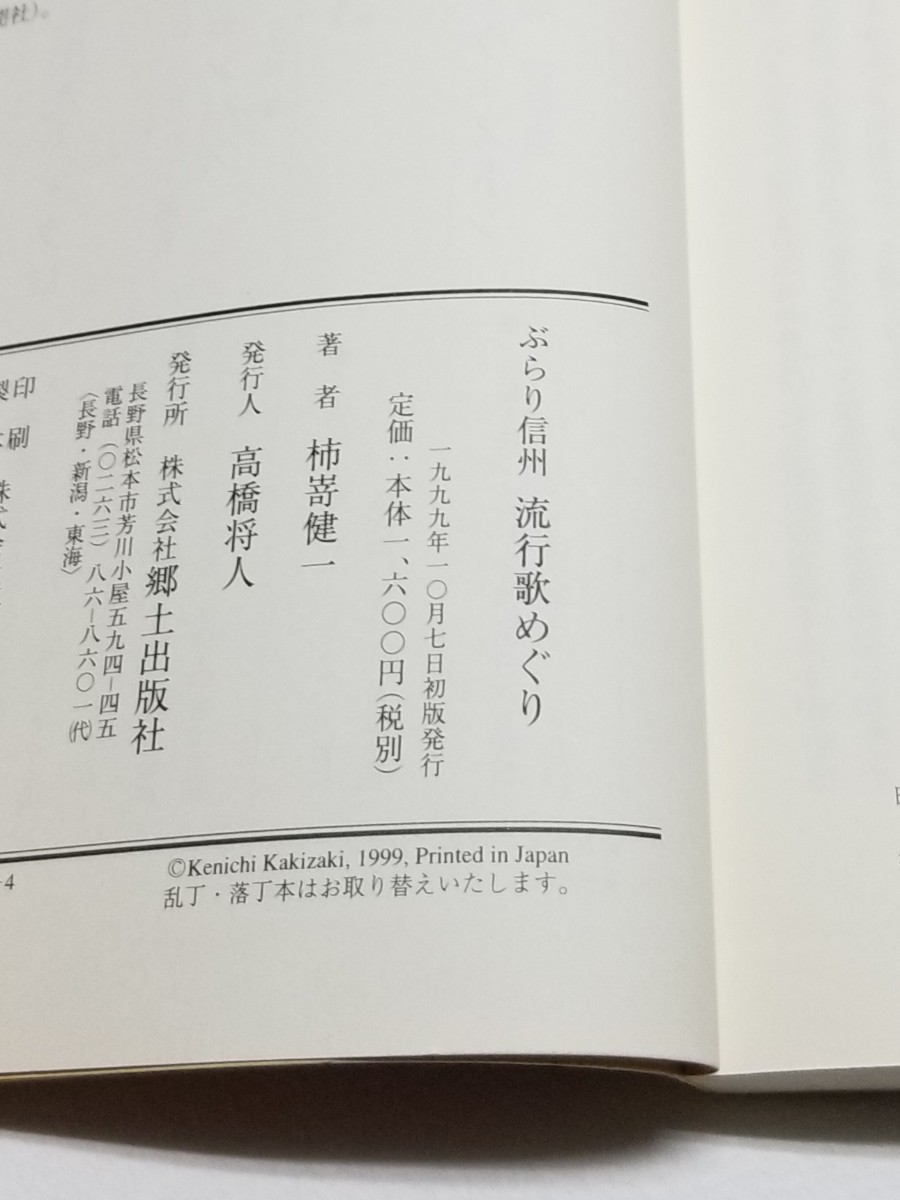 ぶらり信州 流行歌めぐり
一九九九年一〇月七日初版発行
定価:本体一、六〇〇円(税別)
著 者 柿嵜健一
発行人 高橋将人
発行所 株式会社郷土出版社
長野県松本市芳川小屋五九四−四五
電話(〇二六三)八六−八六〇一(代)
〈長野・新潟・東海〉
印 刷
©Kenichi Kakizaki, 1999, Printed in Japan
乱丁・落丁本はお取り替えいたします。